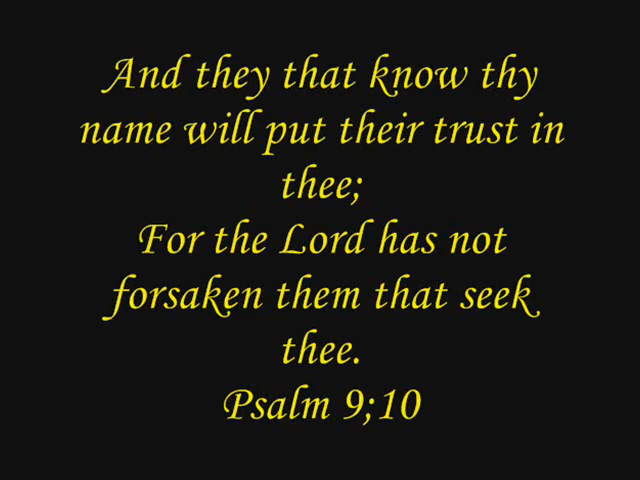 And they that know thy
name will put their trust in
thee;
For the Lord has not
forsaken them that seek
thee.
Psalm 9;10